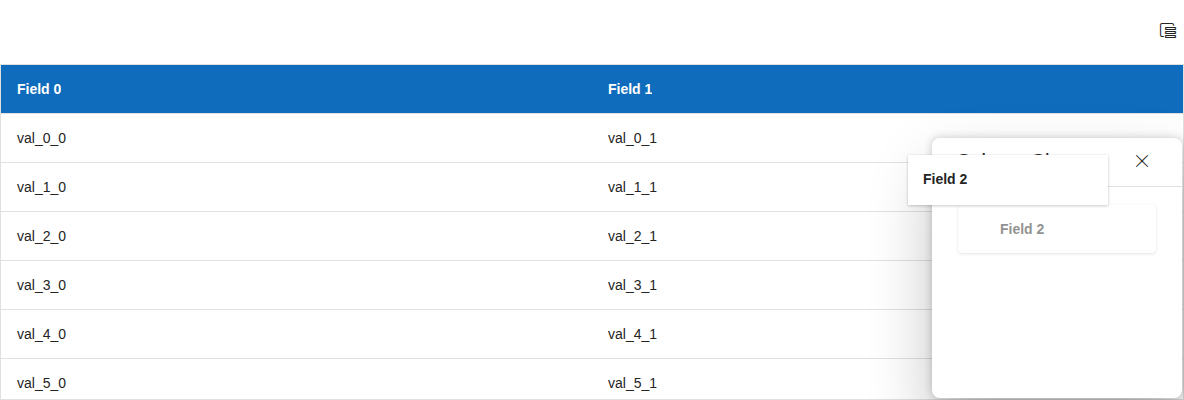 Field 0 Field 1
val_0_0 val_0_1
val_1_0 val_1_1
Field 2
val_2_0 val_2_1
Field 2
val_3_0 val_3_1
val_4_0 val_4_1
val_5_0 val_5_1